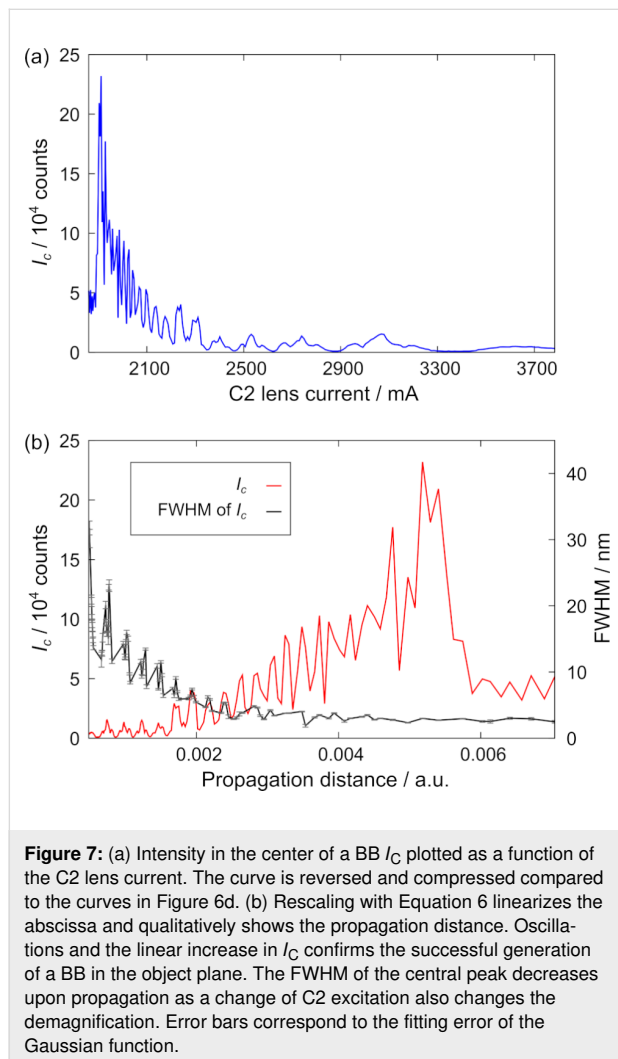 (a)
25
20
15
10
5
0
I_c / 10^4 counts
2100 2500 2900 3300 3700
C2 lens current / mA
(b)
25
20
15
10
5
0
I_c / 10^4 counts
I_c
FWHM of I_c
40
30
20
10
0
FWHM / nm
0.002 0.004 0.006
Propagation distance / a.u.
Figure 7: (a) Intensity in the center of a BB I_C plotted as a function of
the C2 lens current. The curve is reversed and compressed compared
to the curves in Figure 6d. (b) Rescaling with Equation 6 linearizes the
abscissa and qualitatively shows the propagation distance. Oscilla-
tions and the linear increase in I_C confirms the successful generation
of a BB in the object plane. The FWHM of the central peak decreases
upon propagation as a change of C2 excitation also changes the
demagnification. Error bars correspond to the fitting error of the
Gaussian function.